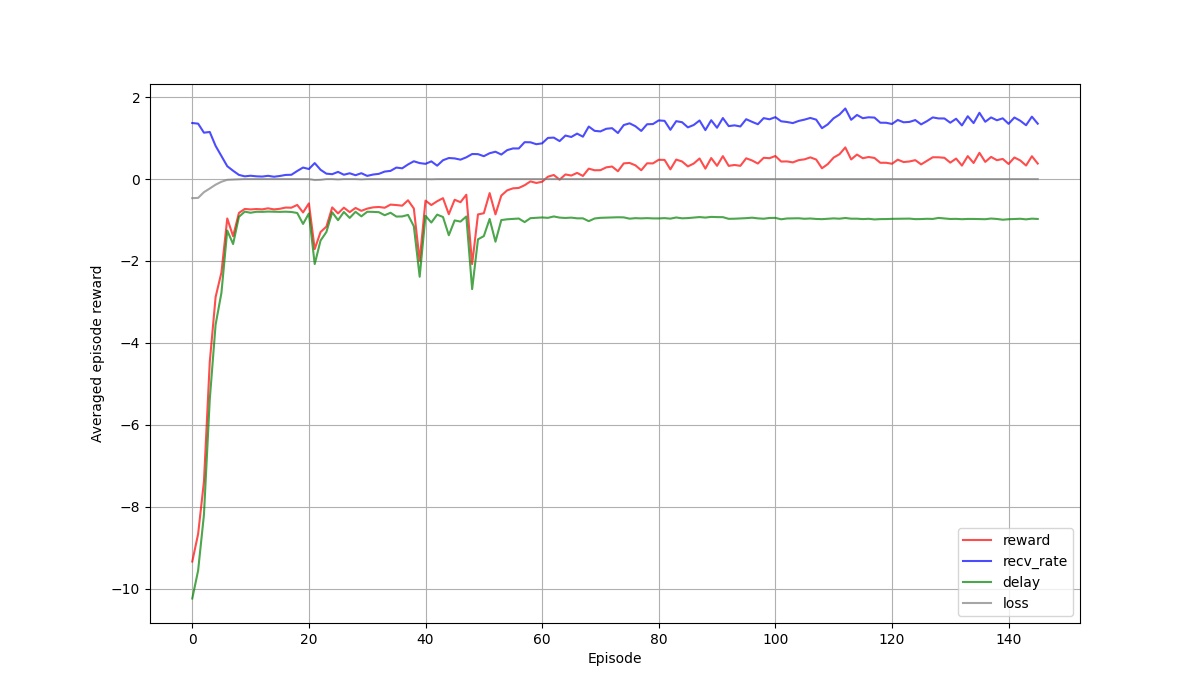 2
0
−2
−4
−6
−8
−10
Averaged episode reward
0 20 40 60 80 100 120 140
Episode
reward
recv_rate
delay
loss